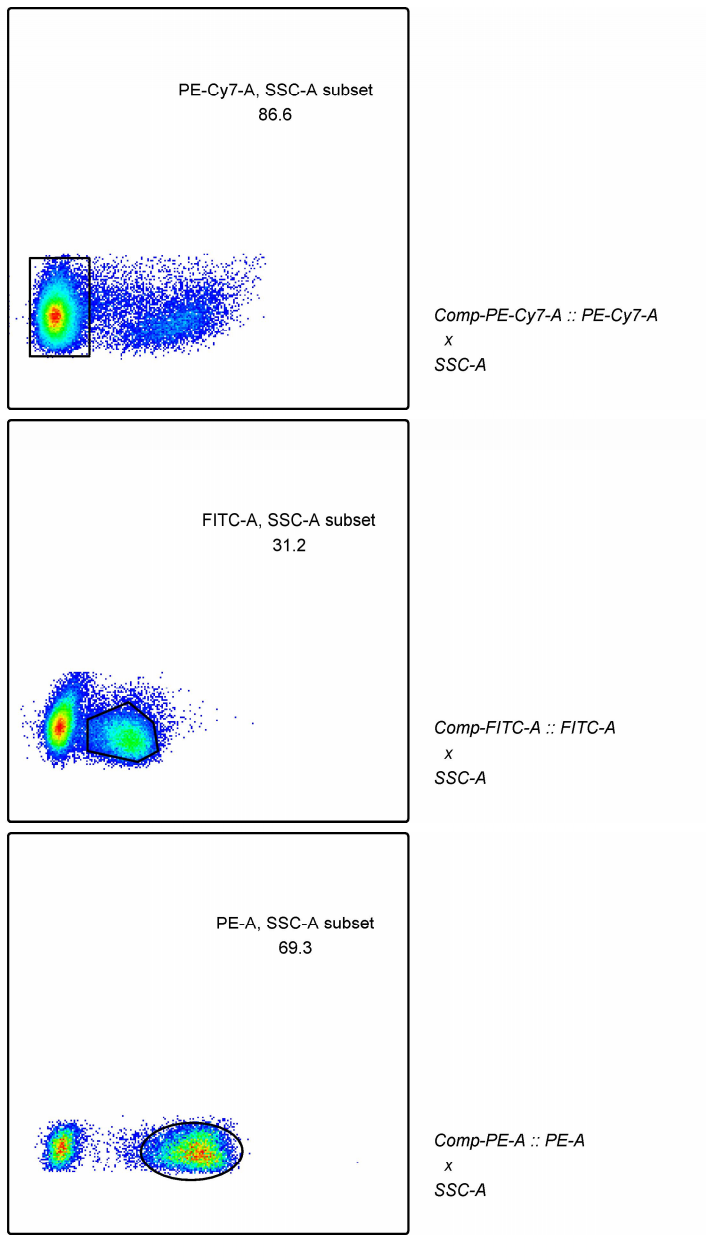 PE-Cy7-A, SSC-A subset
86.6
Comp-PE-Cy7-A :: PE-Cy7-A
x
SSC-A
FITC-A, SSC-A subset
31.2
Comp-FITC-A :: FITC-A
x
SSC-A
PE-A, SSC-A subset
69.3
Comp-PE-A :: PE-A
x
SSC-A